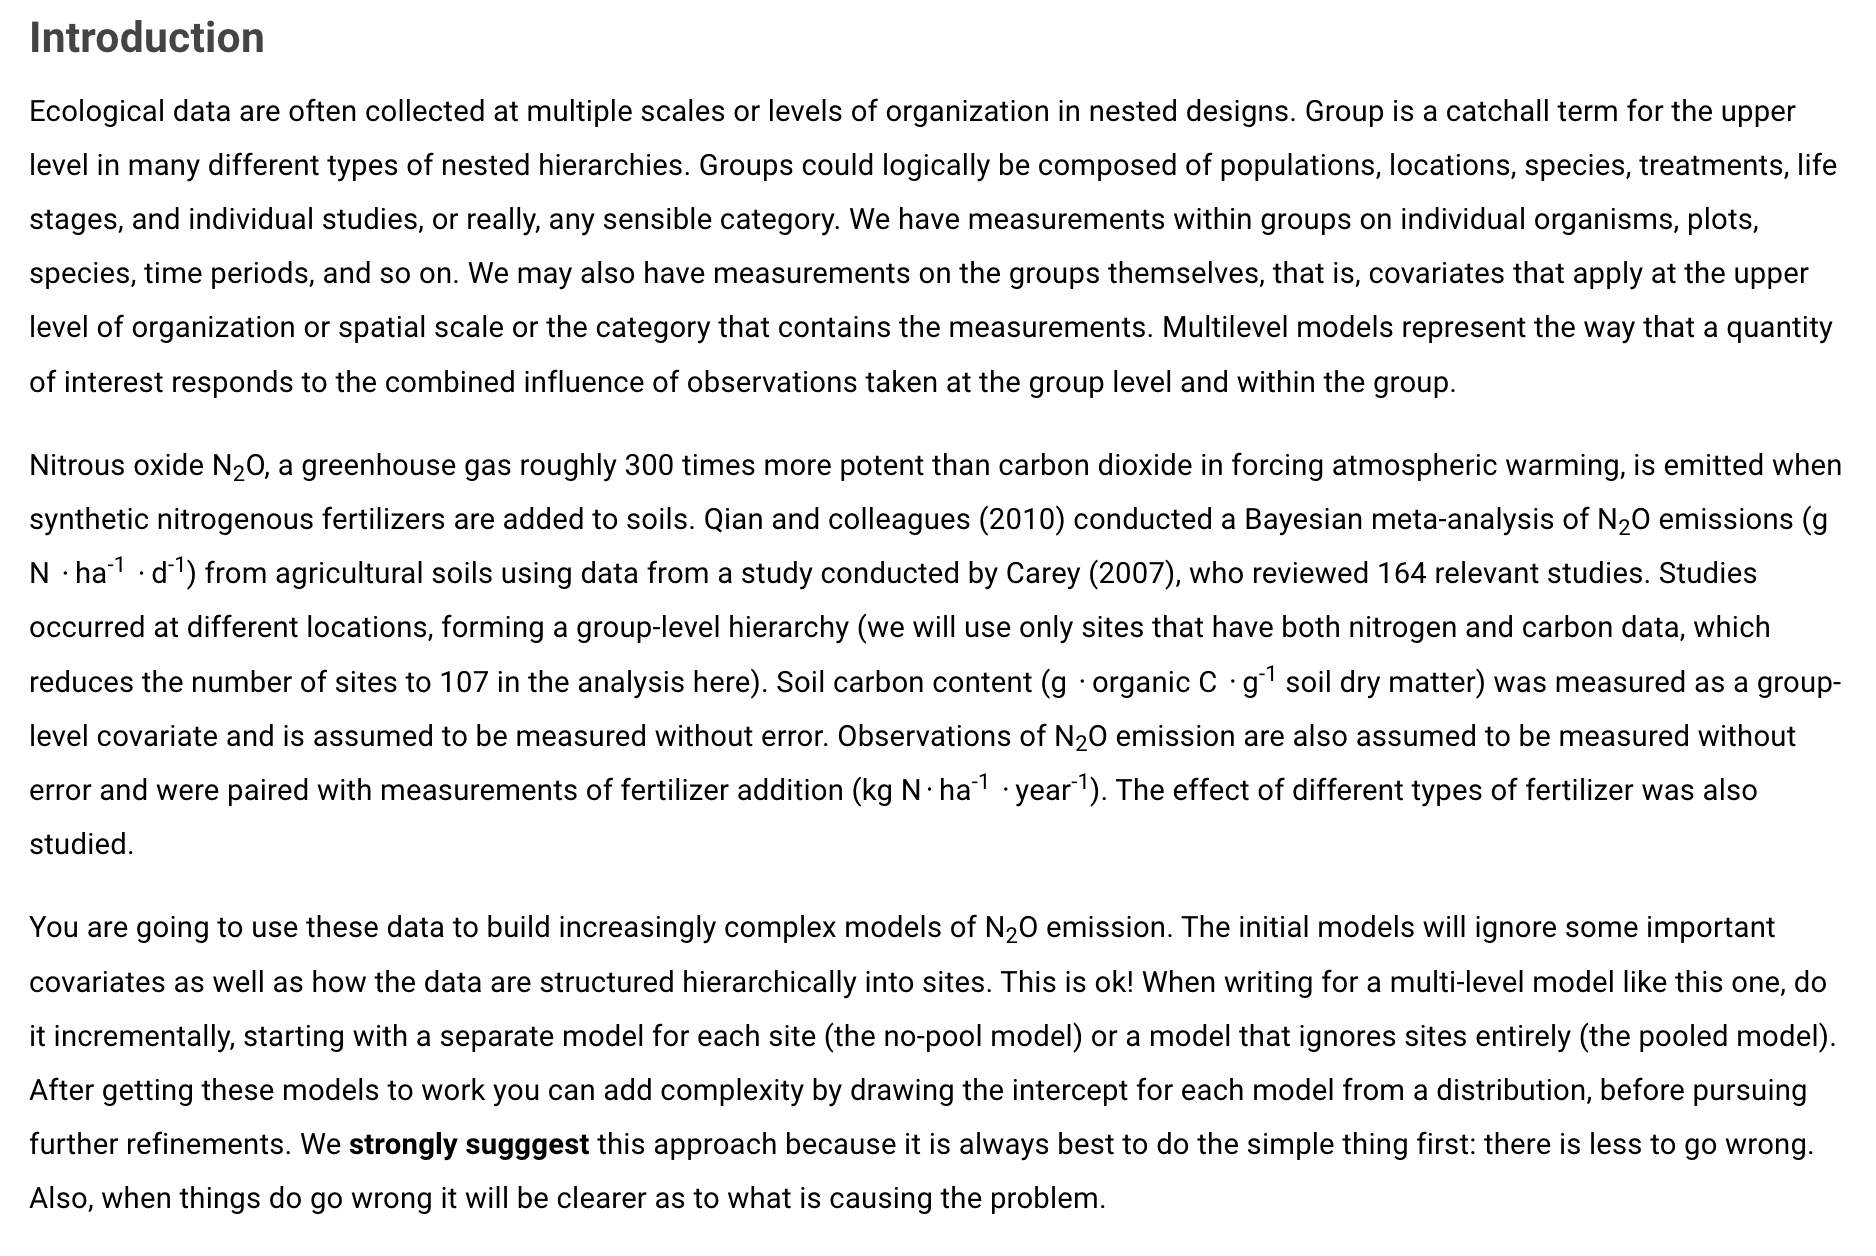 Introduction
Ecological data are often collected at multiple scales or levels of organization in nested designs. Group is a catchall term for the upper
level in many different types of nested hierarchies. Groups could logically be composed of populations, locations, species, treatments, life
stages, and individual studies, or really, any sensible category. We have measurements within groups on individual organisms, plots,
species, time periods, and so on. We may also have measurements on the groups themselves, that is, covariates that apply at the upper
level of organization or spatial scale or the category that contains the measurements. Multilevel models represent the way that a quantity
of interest responds to the combined influence of observations taken at the group level and within the group.
Nitrous oxide N₂O, a greenhouse gas roughly 300 times more potent than carbon dioxide in forcing atmospheric warming, is emitted when
synthetic nitrogenous fertilizers are added to soils. Qian and colleagues (2010) conducted a Bayesian meta-analysis of N₂O emissions (g
N · ha⁻¹ · d⁻¹) from agricultural soils using data from a study conducted by Carey (2007), who reviewed 164 relevant studies. Studies
occurred at different locations, forming a group-level hierarchy (we will use only sites that have both nitrogen and carbon data, which
reduces the number of sites to 107 in the analysis here). Soil carbon content (g · organic C · g⁻¹ soil dry matter) was measured as a group-
level covariate and is assumed to be measured without error. Observations of N₂O emission are also assumed to be measured without
error and were paired with measurements of fertilizer addition (kg N · ha⁻¹ · year⁻¹). The effect of different types of fertilizer was also
studied.
You are going to use these data to build increasingly complex models of N₂O emission. The initial models will ignore some important
covariates as well as how the data are structured hierarchically into sites. This is ok! When writing for a multi-level model like this one, do
it incrementally, starting with a separate model for each site (the no-pool model) or a model that ignores sites entirely (the pooled model).
After getting these models to work you can add complexity by drawing the intercept for each model from a distribution, before pursuing
further refinements. We strongly sugggest this approach because it is always best to do the simple thing first: there is less to go wrong.
Also, when things do go wrong it will be clearer as to what is causing the problem.